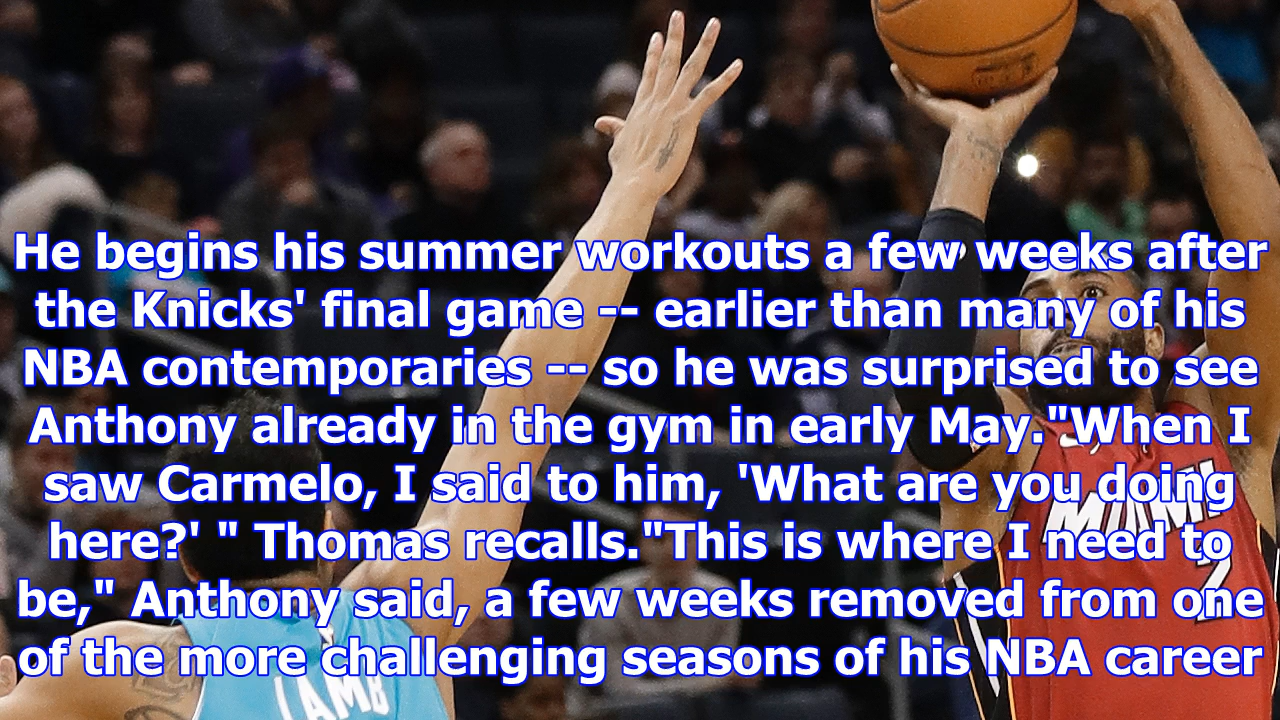 He begins his summer workouts a few weeks after
the Knicks' final game -- earlier than many of his
NBA contemporaries -- so he was surprised to see
Anthony already in the gym in early May."When I
saw Carmelo, I said to him, 'What are you doing
here?' " Thomas recalls."This is where I need to
be," Anthony said, a few weeks removed from one
of the more challenging seasons of his NBA career
MIAMI
2
LAMB